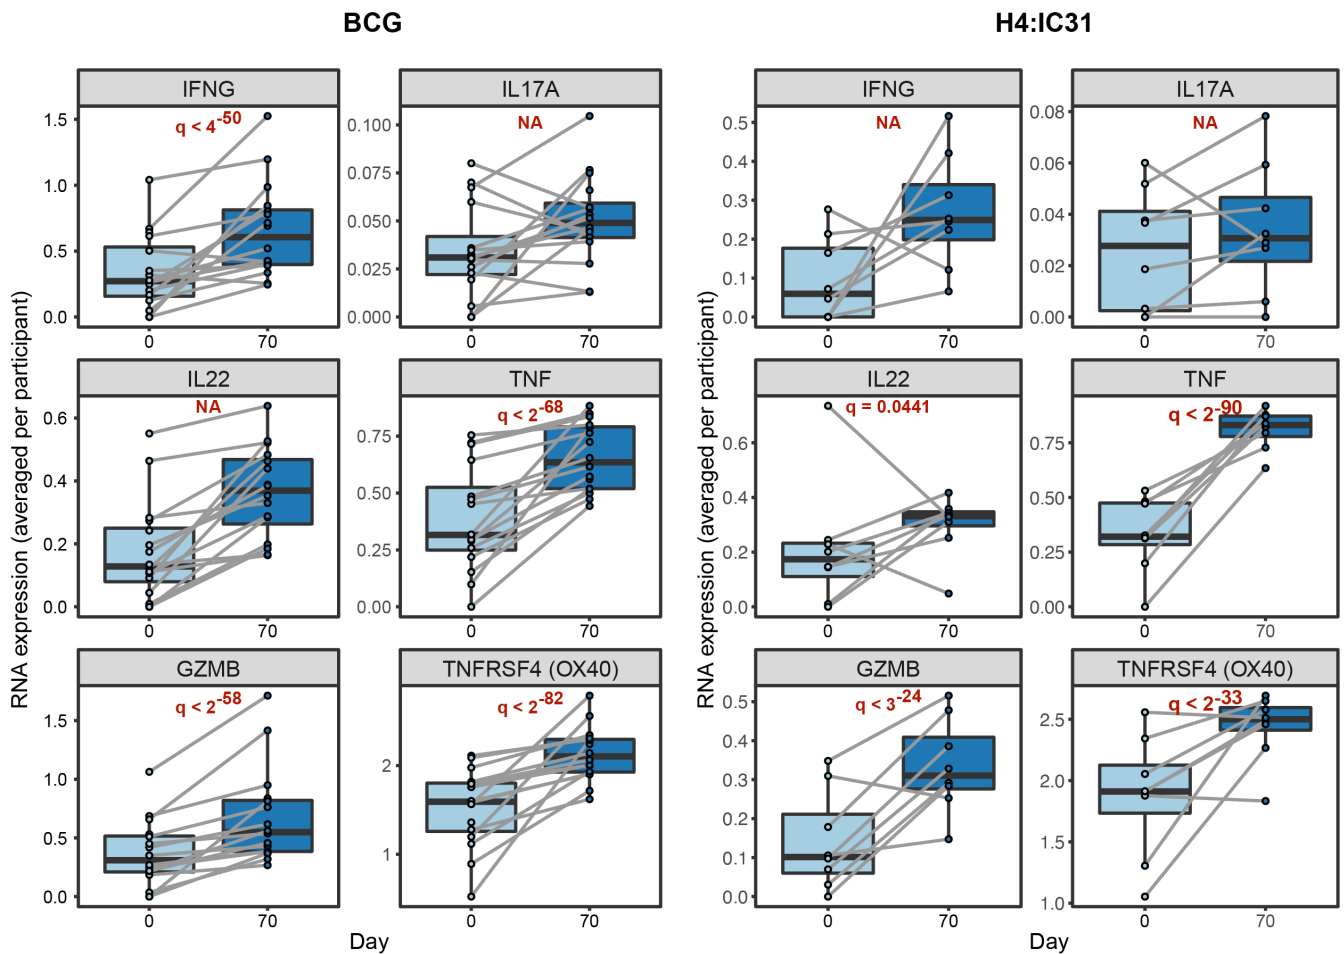 BCG
H4:IC31
RNA expression (averaged per participant)
IFNG
q < 4^-50
1.5
1.0
0.5
0.0
0 70
IL17A
NA
0.100
0.075
0.050
0.025
0.000
0 70
IL22
NA
0.6
0.4
0.2
0.0
0 70
TNF
q < 2^-68
0.75
0.50
0.25
0.00
0 70
GZMB
q < 2^-58
1.5
1.0
0.5
0.0
0 70
TNFRSF4 (OX40)
q < 2^-82
2
1
0 70
Day
RNA expression (averaged per participant)
IFNG
NA
0.5
0.4
0.3
0.2
0.1
0.0
0 70
IL17A
NA
0.08
0.06
0.04
0.02
0.00
0 70
IL22
q = 0.0441
0.6
0.4
0.2
0.0
0 70
TNF
q < 2^-90
0.75
0.50
0.25
0.00
0 70
GZMB
q < 3^-24
0.5
0.4
0.3
0.2
0.1
0.0
0 70
TNFRSF4 (OX40)
q < 2^-33
2.5
2.0
1.5
1.0
0 70
Day